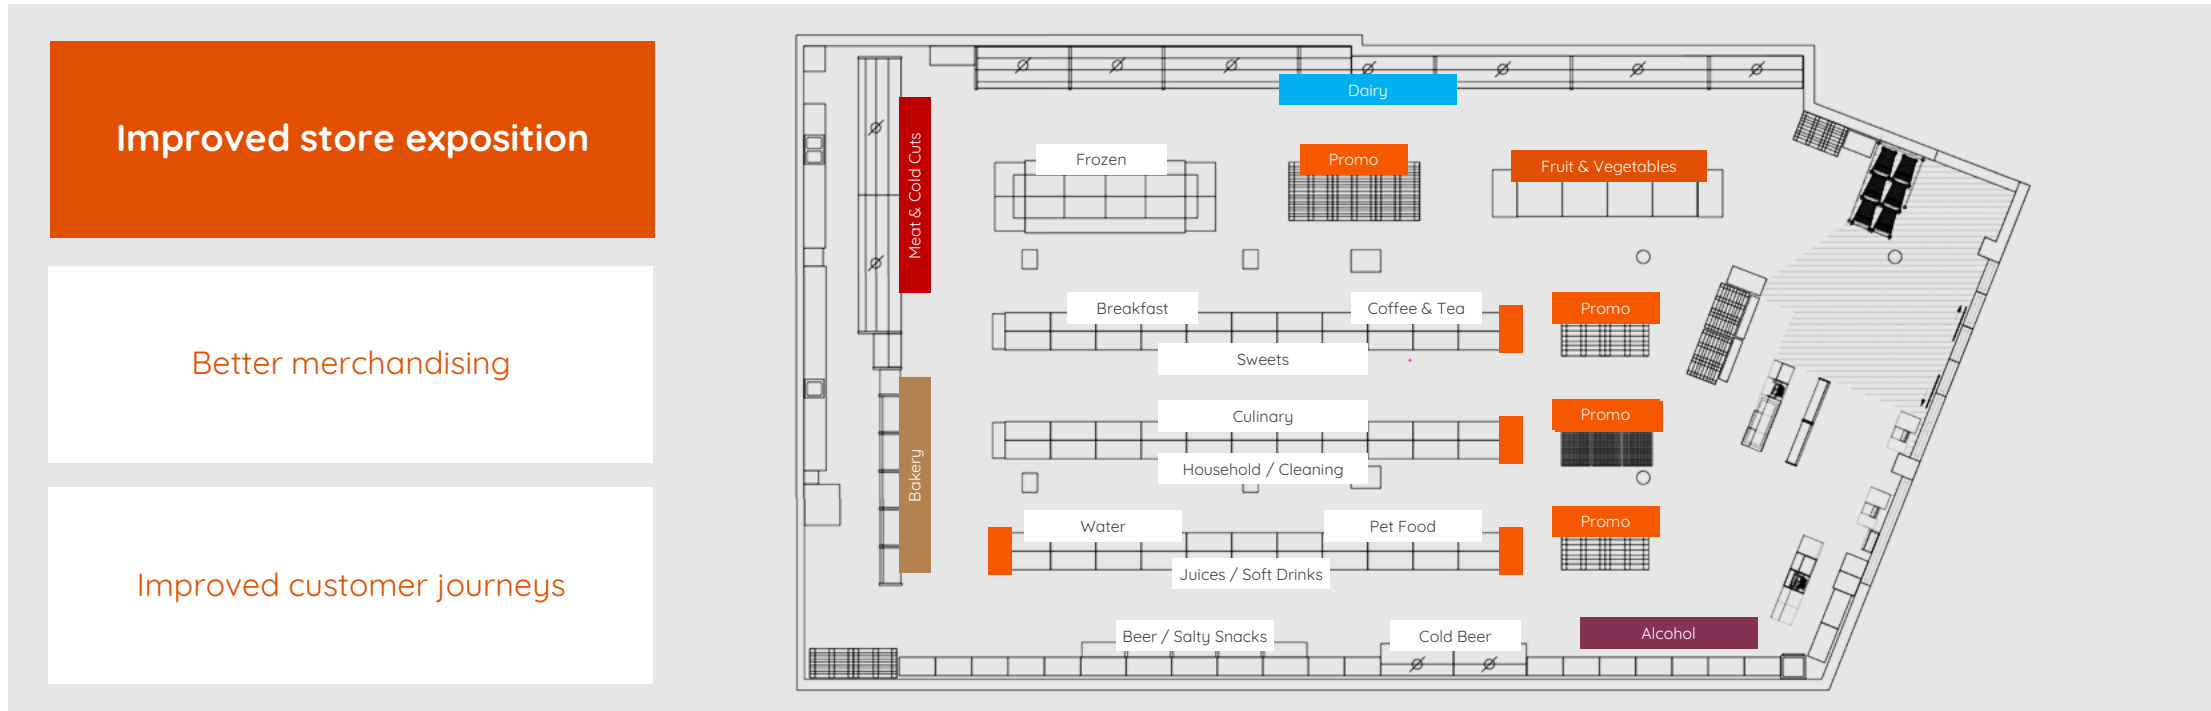 Improved store exposition
Better merchandising
Improved customer journeys
Dairy
Meat & Cold Cuts
Frozen
Promo
Fruit & Vegetables
Breakfast
Coffee & Tea
Promo
Sweets
Culinary
Promo
Household / Cleaning
Bakery
Water
Pet Food
Promo
Juices / Soft Drinks
Beer / Salty Snacks
Cold Beer
Alcohol